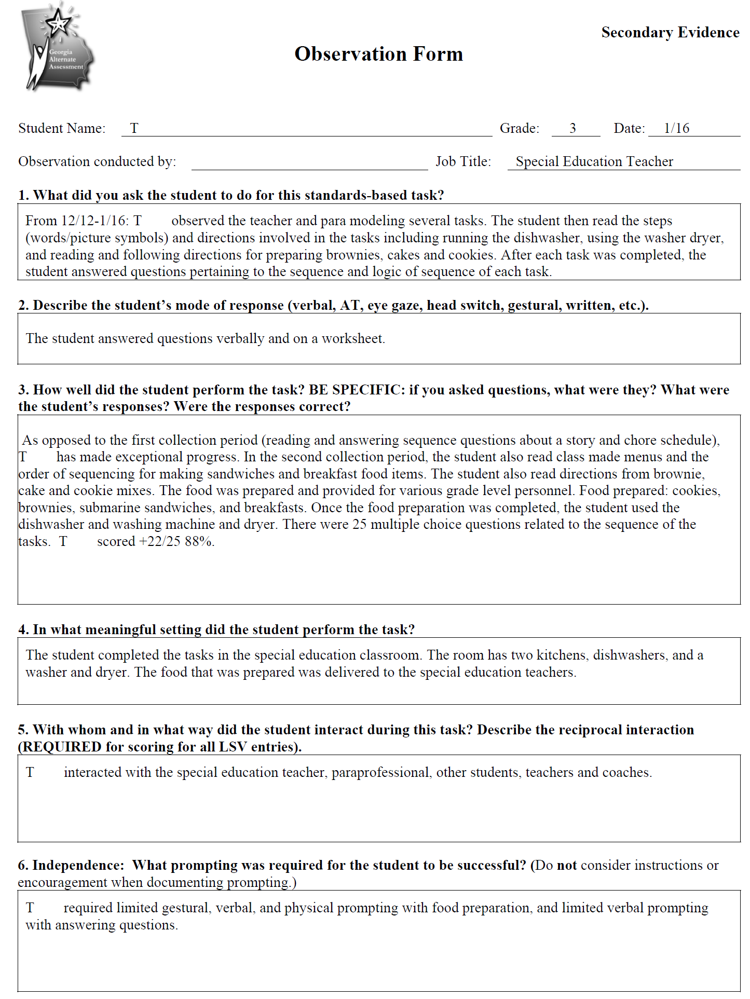 Georgia
Alternate
Assessment
Secondary Evidence
Observation Form
Student Name: T Grade: 3 Date: 1/16
Observation conducted by: Job Title: Special Education Teacher
1. What did you ask the student to do for this standards-based task?
From 12/12-1/16: T observed the teacher and para modeling several tasks. The student then read the steps
(words/picture symbols) and directions involved in the tasks including running the dishwasher, using the washer dryer,
and reading and following directions for preparing brownies, cakes and cookies. After each task was completed, the
student answered questions pertaining to the sequence and logic of sequence of each task.
2. Describe the student’s mode of response (verbal, AT, eye gaze, head switch, gestural, written, etc.).
The student answered questions verbally and on a worksheet.
3. How well did the student perform the task? BE SPECIFIC: if you asked questions, what were they? What were
the student’s responses? Were the responses correct?
As opposed to the first collection period (reading and answering sequence questions about a story and chore schedule),
T has made exceptional progress. In the second collection period, the student also read class made menus and the
order of sequencing for making sandwiches and breakfast food items. The student also read directions from brownie,
cake and cookie mixes. The food was prepared and provided for various grade level personnel. Food prepared: cookies,
brownies, submarine sandwiches, and breakfasts. Once the food preparation was completed, the student used the
dishwasher and washing machine and dryer. There were 25 multiple choice questions related to the sequence of the
tasks. T scored +22/25 88%.
4. In what meaningful setting did the student perform the task?
The student completed the tasks in the special education classroom. The room has two kitchens, dishwashers, and a
washer and dryer. The food that was prepared was delivered to the special education teachers.
5. With whom and in what way did the student interact during this task? Describe the reciprocal interaction
(REQUIRED for scoring for all LSV entries).
T interacted with the special education teacher, paraprofessional, other students, teachers and coaches.
6. Independence: What prompting was required for the student to be successful? (Do not consider instructions or
encouragement when documenting prompting.)
T required limited gestural, verbal, and physical prompting with food preparation, and limited verbal prompting
with answering questions.